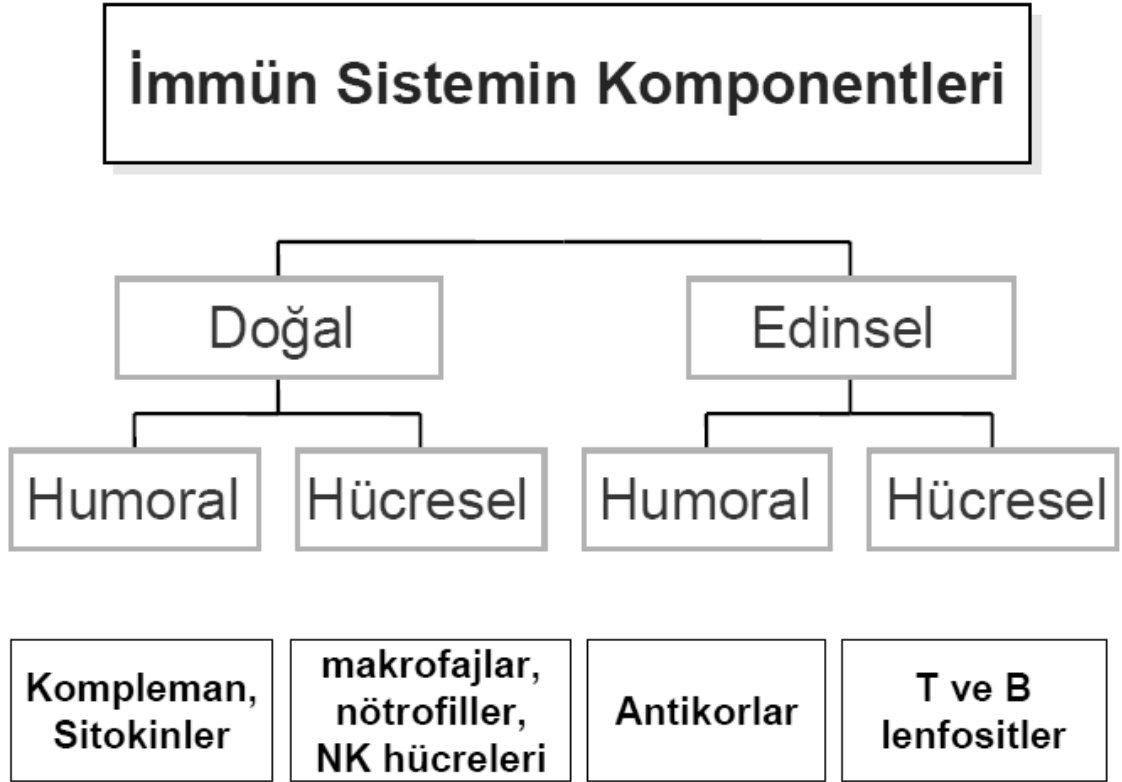 İmmün Sistemin Komponentleri
Doğal
Edinsel
Humoral
Hücresel
Humoral
Hücresel
Kompleman,
Sitokinler
makrofajlar,
nötrofiller,
NK hücreleri
Antikorlar
T ve B
lenfositler